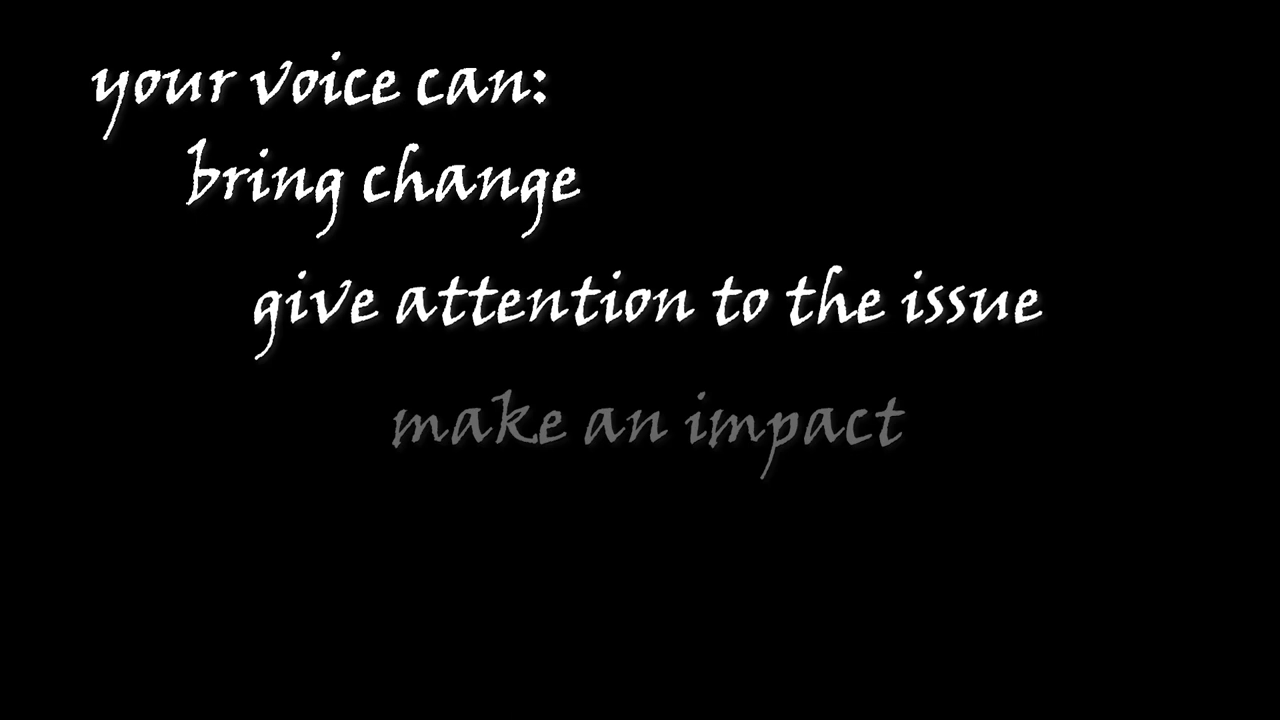 your voice can:
bring change
give attention to the issue
make an impact